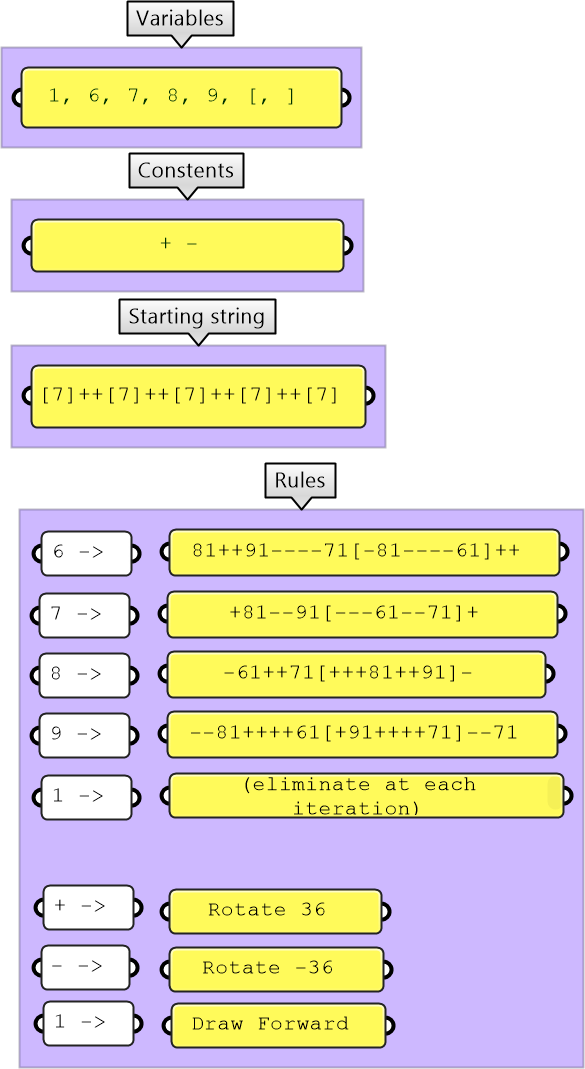 Variables
1, 6, 7, 8, 9, [, ]
Constents
+ -
Starting string
[7]++[7]++[7]++[7]++[7]
Rules
6 -> 81++91----71[-81----61]++
7 -> +81--91[---61--71]+
8 -> -61++71[+++81++91]-
9 -> --81++++61[+91++++71]--71
1 -> (eliminate at each
iteration)
+ -> Rotate 36
- -> Rotate -36
1 -> Draw Forward